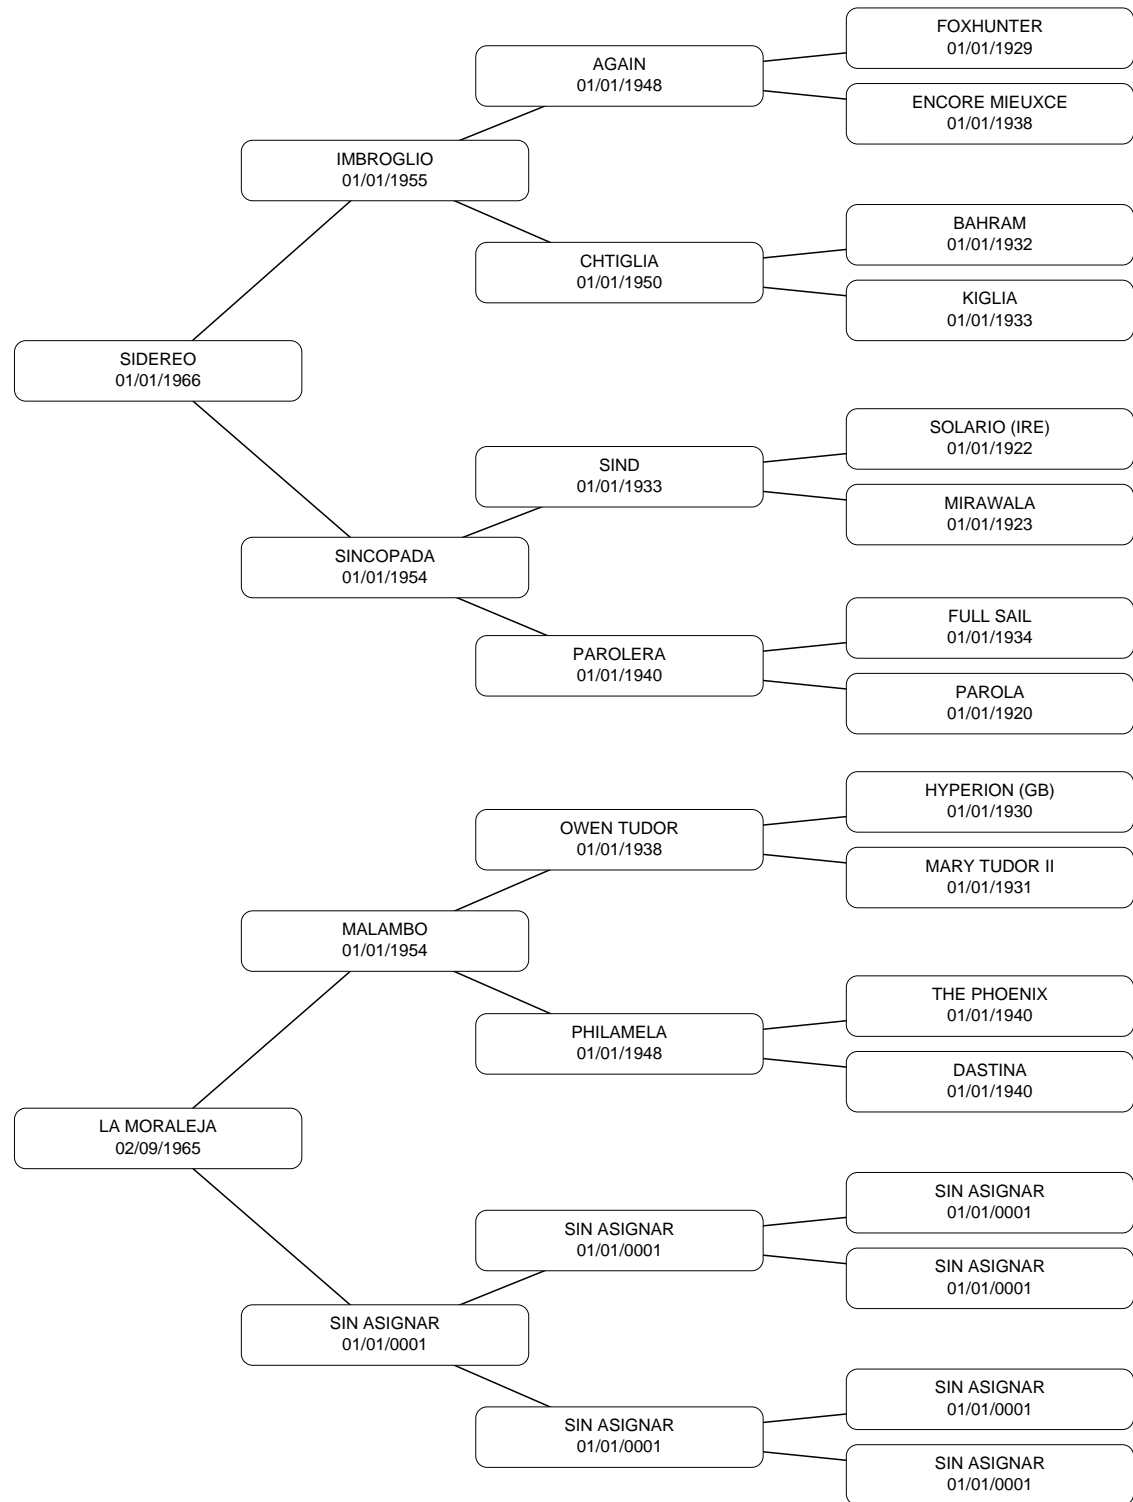 FOXHUNTER
01/01/1929
AGAIN
01/01/1948
ENCORE MIEUXCE
01/01/1938
IMBROGLIO
01/01/1955
BAHRAM
01/01/1932
CHTIGLIA
01/01/1950
KIGLIA
01/01/1933
SIDEREO
01/01/1966
SOLARIO (IRE)
01/01/1922
SIND
01/01/1933
MIRAWALA
01/01/1923
SINCOPADA
01/01/1954
FULL SAIL
01/01/1934
PAROLERA
01/01/1940
PAROLA
01/01/1920
HYPERION (GB)
01/01/1930
OWEN TUDOR
01/01/1938
MARY TUDOR II
01/01/1931
MALAMBO
01/01/1954
THE PHOENIX
01/01/1940
PHILAMELA
01/01/1948
DASTINA
01/01/1940
LA MORALEJA
02/09/1965
SIN ASIGNAR
01/01/0001
SIN ASIGNAR
01/01/0001
SIN ASIGNAR
01/01/0001
SIN ASIGNAR
01/01/0001
SIN ASIGNAR
01/01/0001
SIN ASIGNAR
01/01/0001
SIN ASIGNAR
01/01/0001